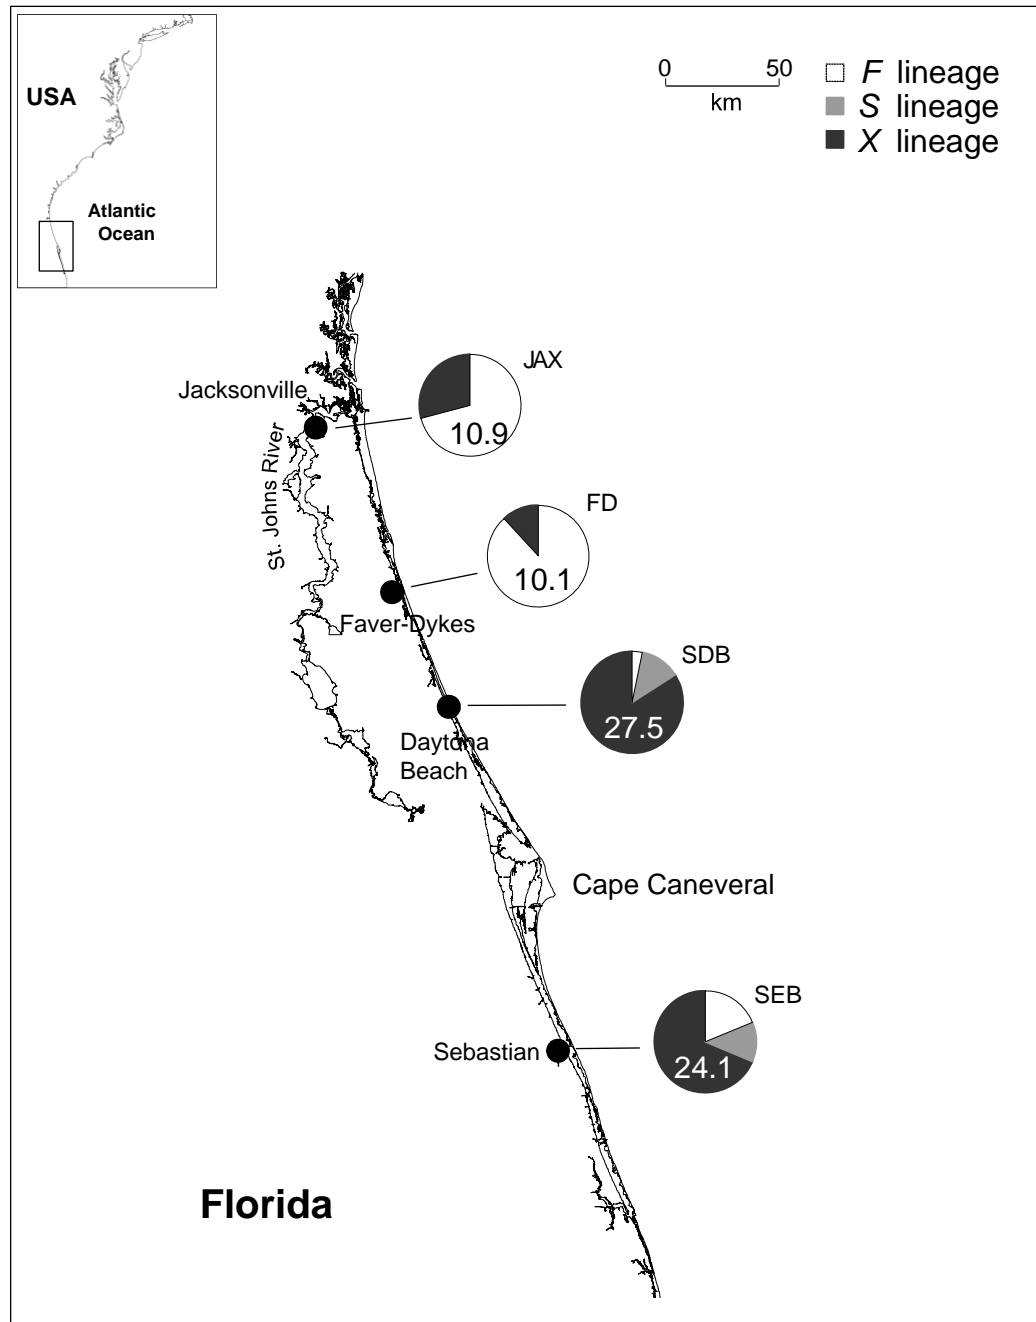 USA
Atlantic
Ocean
0 50
km
F lineage
S lineage
X lineage
JAX
Jacksonville
10.9
St. Johns River
FD
10.1
Faver-Dykes
SDB
27.5
Daytona
Beach
Cape Caneveral
SEB
Sebastian
24.1
Florida